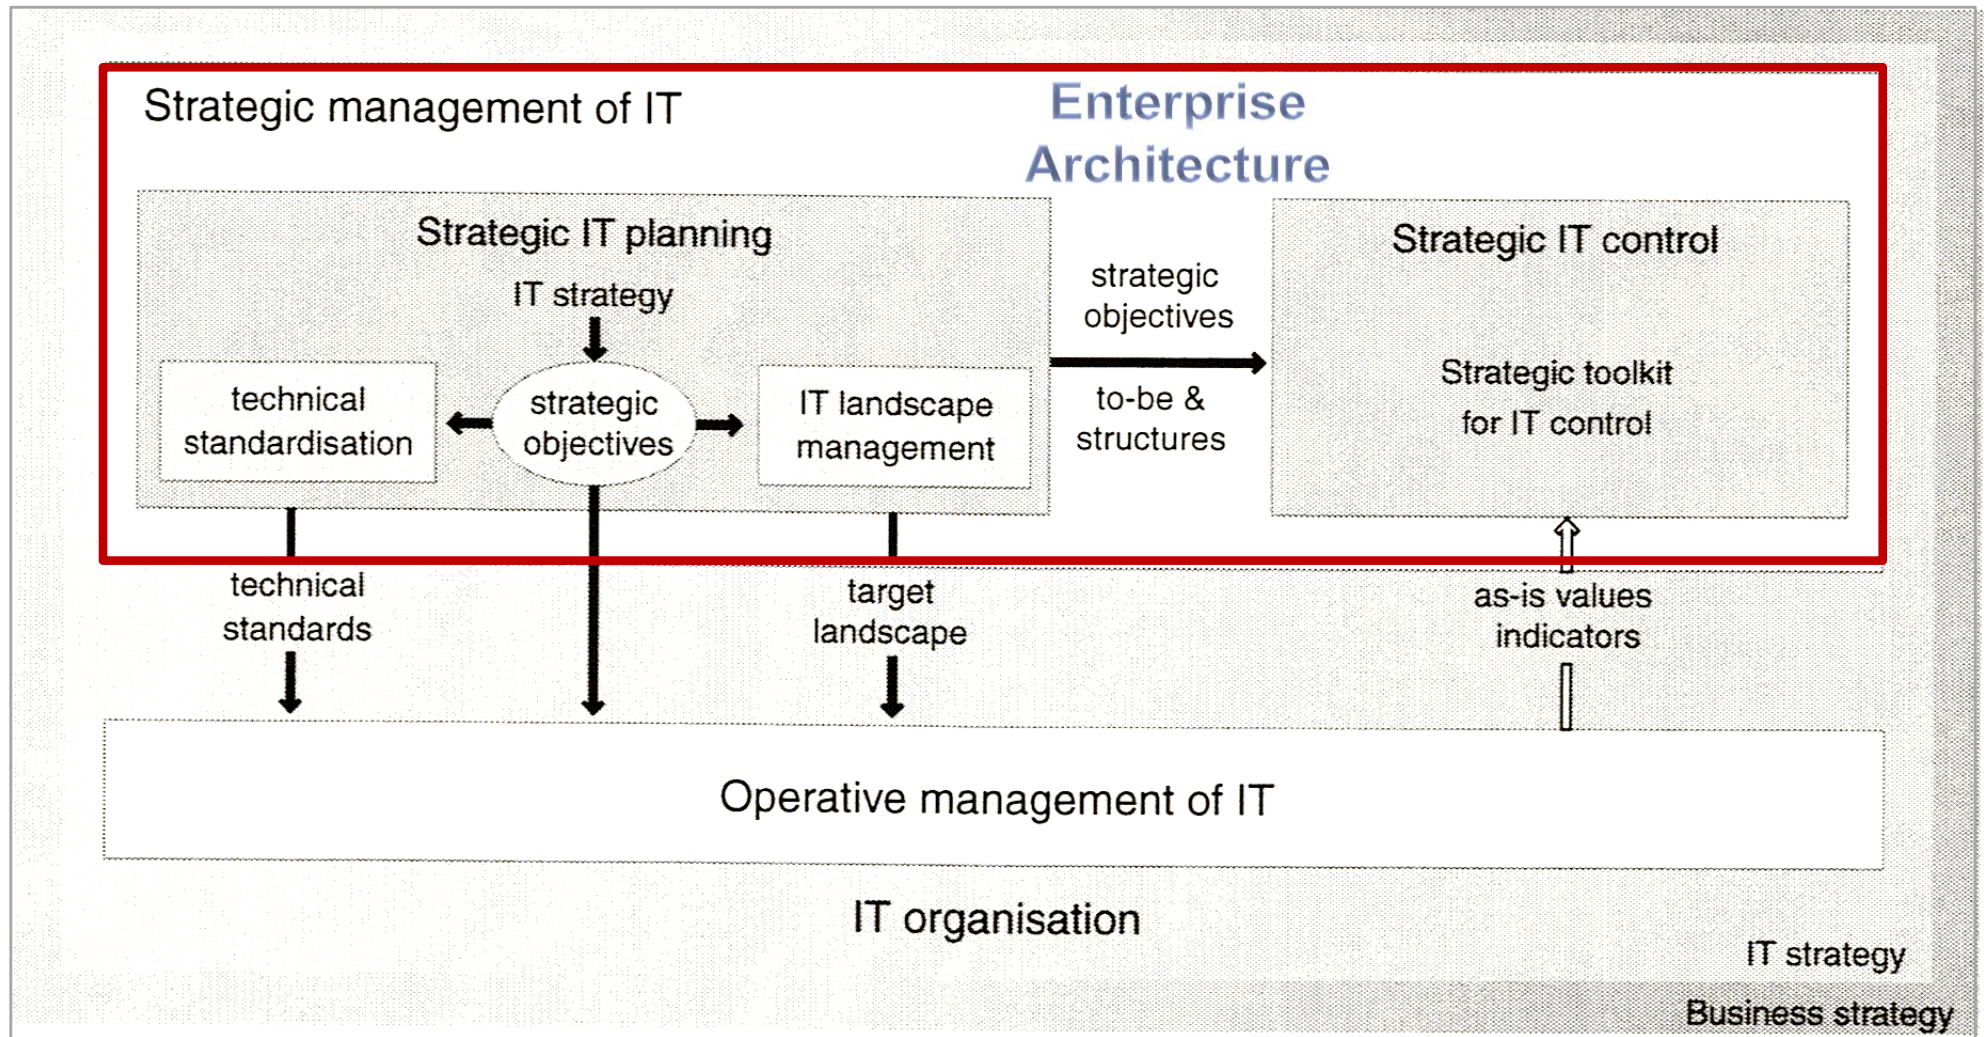 Strategic management of IT
Enterprise
Architecture
Strategic IT planning
IT strategy
technical
standardisation
strategic
objectives
IT landscape
management
strategic
objectives
to-be &
structures
Strategic IT control
Strategic toolkit
for IT control
technical
standards
target
landscape
as-is values
indicators
Operative management of IT
IT organisation
IT strategy
Business strategy